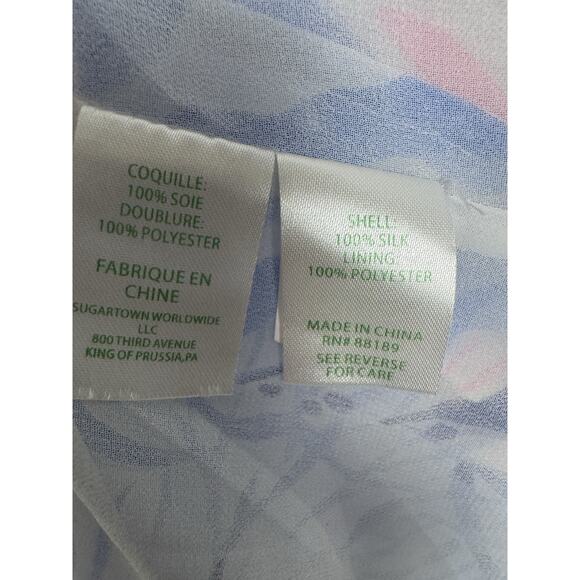 COQUILLE:
100% SOIE
DOUBLURE:
100% POLYESTER
FABRIQUE EN
CHINE
SUGARTOWN WORLDWIDE
LLC
800 THIRD AVENUE
KING OF PRUSSIA,PA
SHELL:
100% SILK
LINING:
100% POLYESTER
MADE IN CHINA
RN# 88189
SEE REVERSE
FOR CARE